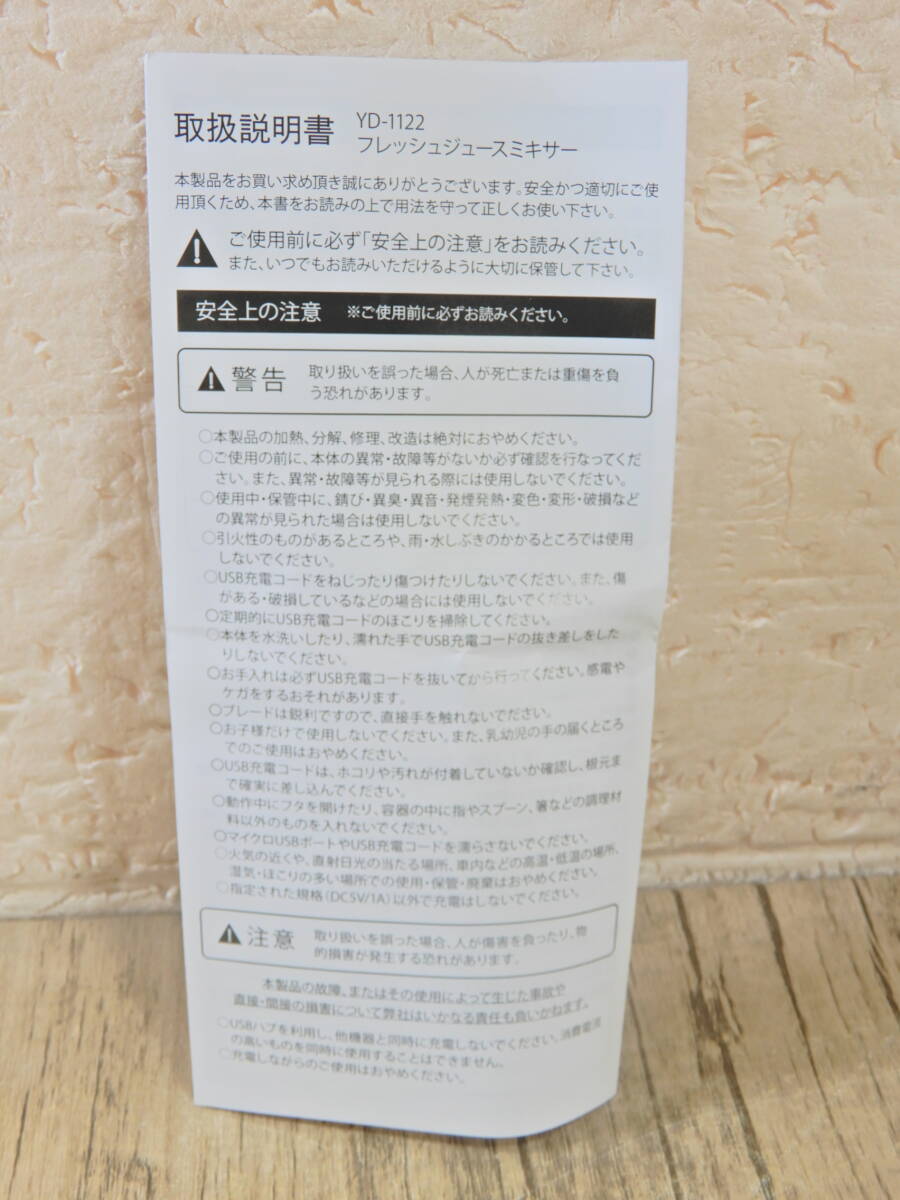 取扱説明書 YD-1122
フレッシュジュースミキサー
本製品をお買い求め頂き誠にありがとうございます。安全かつ適切にご使
用頂くため、本書をお読みの上で用法を守って正しくお使い下さい。
ご使用前に必ず「安全上の注意」をお読みください。
また、いつでもお読みいただけるように大切に保管して下さい。
安全上の注意 ※ご使用前に必ずお読みください。
警告 取り扱いを誤った場合、人が死亡または重傷を負
う恐れがあります。
○本製品の加熱、分解、修理、改造は絶対におやめください。
○ご使用の前に、本体の異常・故障等がないか必ず確認を行なってくだ
さい。また、異常・故障等が見られる際には使用しないでください。
○使用中・保管中に、錆び・異臭・異音・発煙発熱・変色・変形・破損など
の異常が見られた場合は使用しないでください。
○引火性のものがあるところや、雨・水しぶきのかかるところでは使用
しないでください。
○USB充電コードをねじったり傷つけたりしないでください。また、傷
がある・破損しているなどの場合には使用しないでください。
○定期的にUSB充電コードのほこりを掃除してください。
○本体を水洗いしたり、濡れた手でUSB充電コードの抜き差しをした
りしないでください。
○お手入れは必ずUSB充電コードを抜いてから行ってください。感電や
ケガをするおそれがあります。
○ブレードは鋭利ですので、直接手を触れないでださい。
○お子様だけで使用しないでください。また、乳幼児の手の届くところ
でのご使用はおやめください。
○USB充電コードは、ホコリや汚れが付着していないか確認し、根元ま
で確実に差し込んでください。
○動作中にフタを開けたり、容器の中に指やスプーン、箸などの調理材
料以外のものを入れないでください。
○マイクロUSBポートやUSB充電コードを濡らさないでください。
○火気の近くや、直射日光の当たる場所、車内などの高温・低温の場所、
湿気・ほこりの多い場所での使用・保管・廃棄はおやめください。
○指定された規格(DC5V/1A)以外で充電はしないでください。
注意 取り扱いを誤った場合、人が傷害を負ったり、物
的損害が発生する恐れがあります。
本製品の故障、またはその使用によって生じた事故や
直接・間接の損害について弊社はいかなる責任も負いかねます。
○USBハブを利用し、他機器と同時に充電しないでください。消費電流
の高いものを同時に使用することはできません。
○充電しながらのご使用はおやめください。